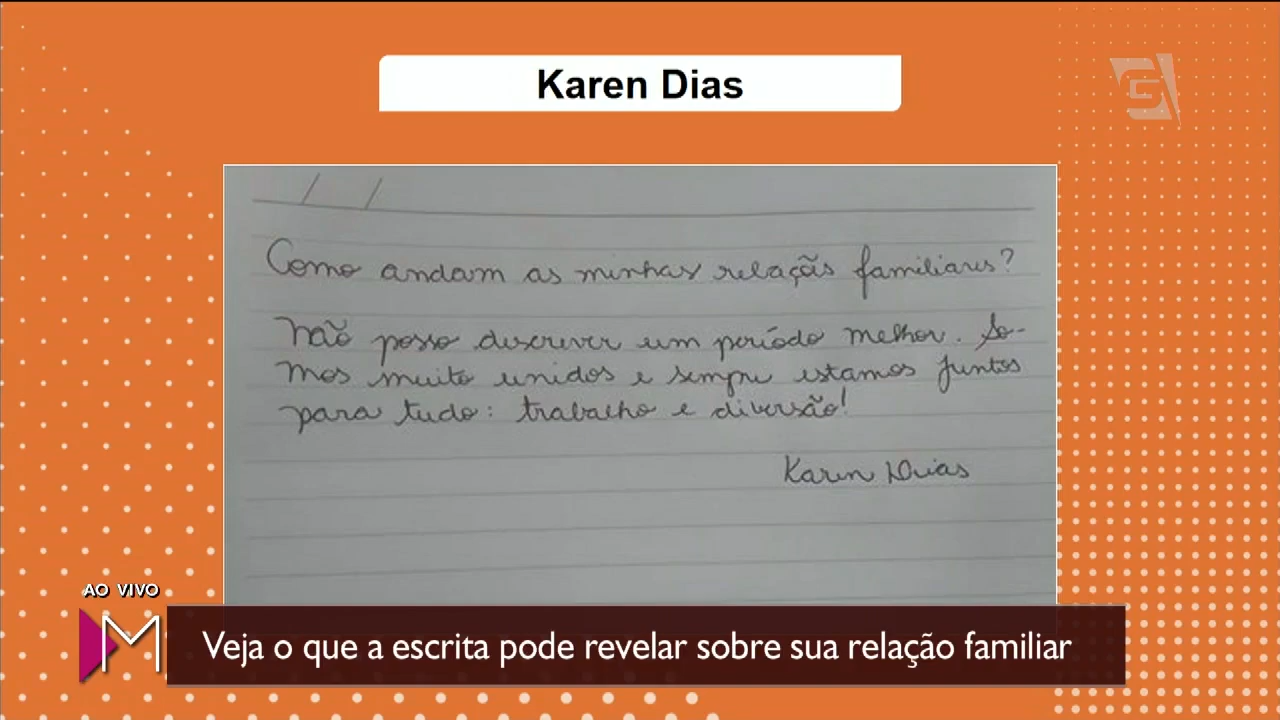 Karen Dias
G
/ /
Como andam as minhas relações familiares?
Não posso descrever um período melhor. So-
mos muito unidos e sempre estamos juntos
para tudo: trabalho e diversão!
Karen Dias
AO VIVO
M
Veja o que a escrita pode revelar sobre sua relação familiar